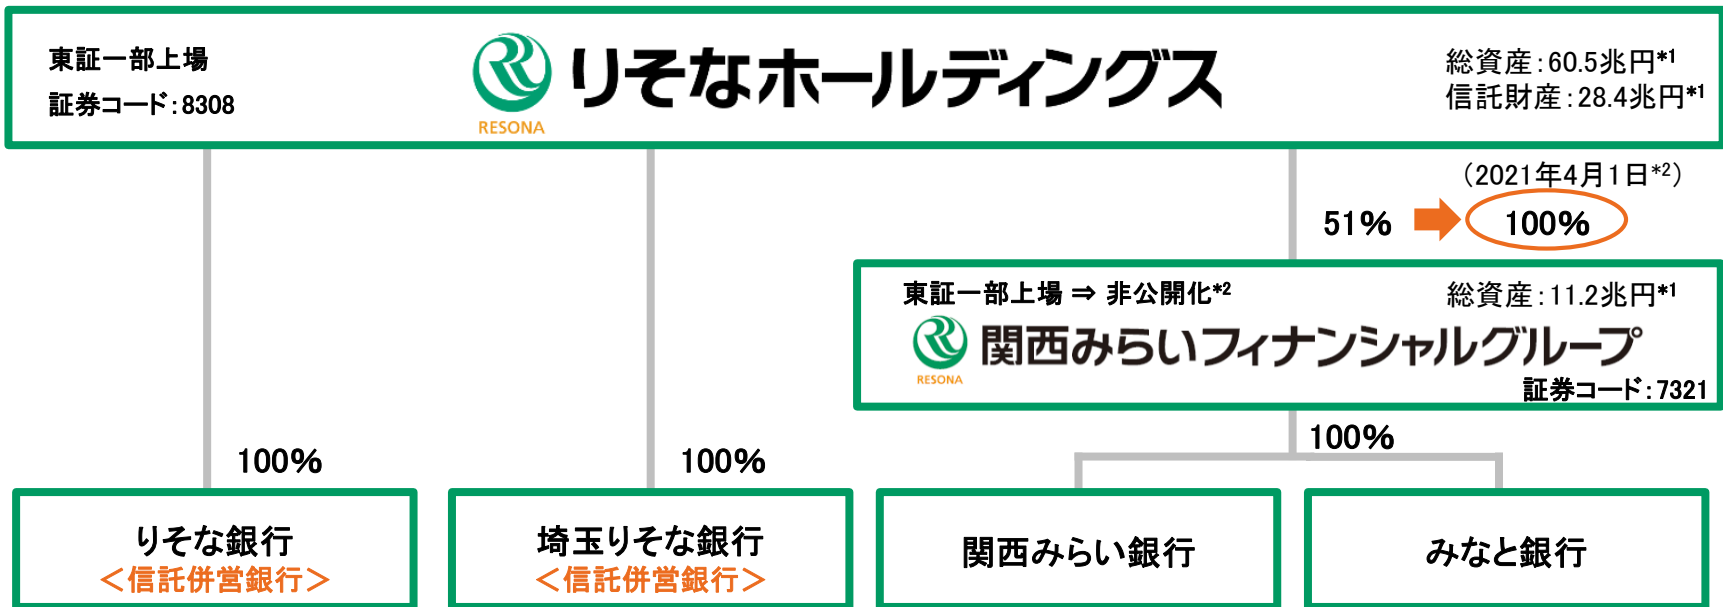 東証一部上場
証券コード：8308
RESONA
りそなホールディングス
総資産：60.5兆円*1
信託財産：28.4兆円*1
（2021年4月1日*2）
51%
100%
東証一部上場 ⇒ 非公開化*2
総資産：11.2兆円*1
RESONA
関西みらいフィナンシャルグループ
証券コード：7321
100%
100%
100%
りそな銀行
＜信託併営銀行＞
埼玉りそな銀行
＜信託併営銀行＞
関西みらい銀行
みなと銀行